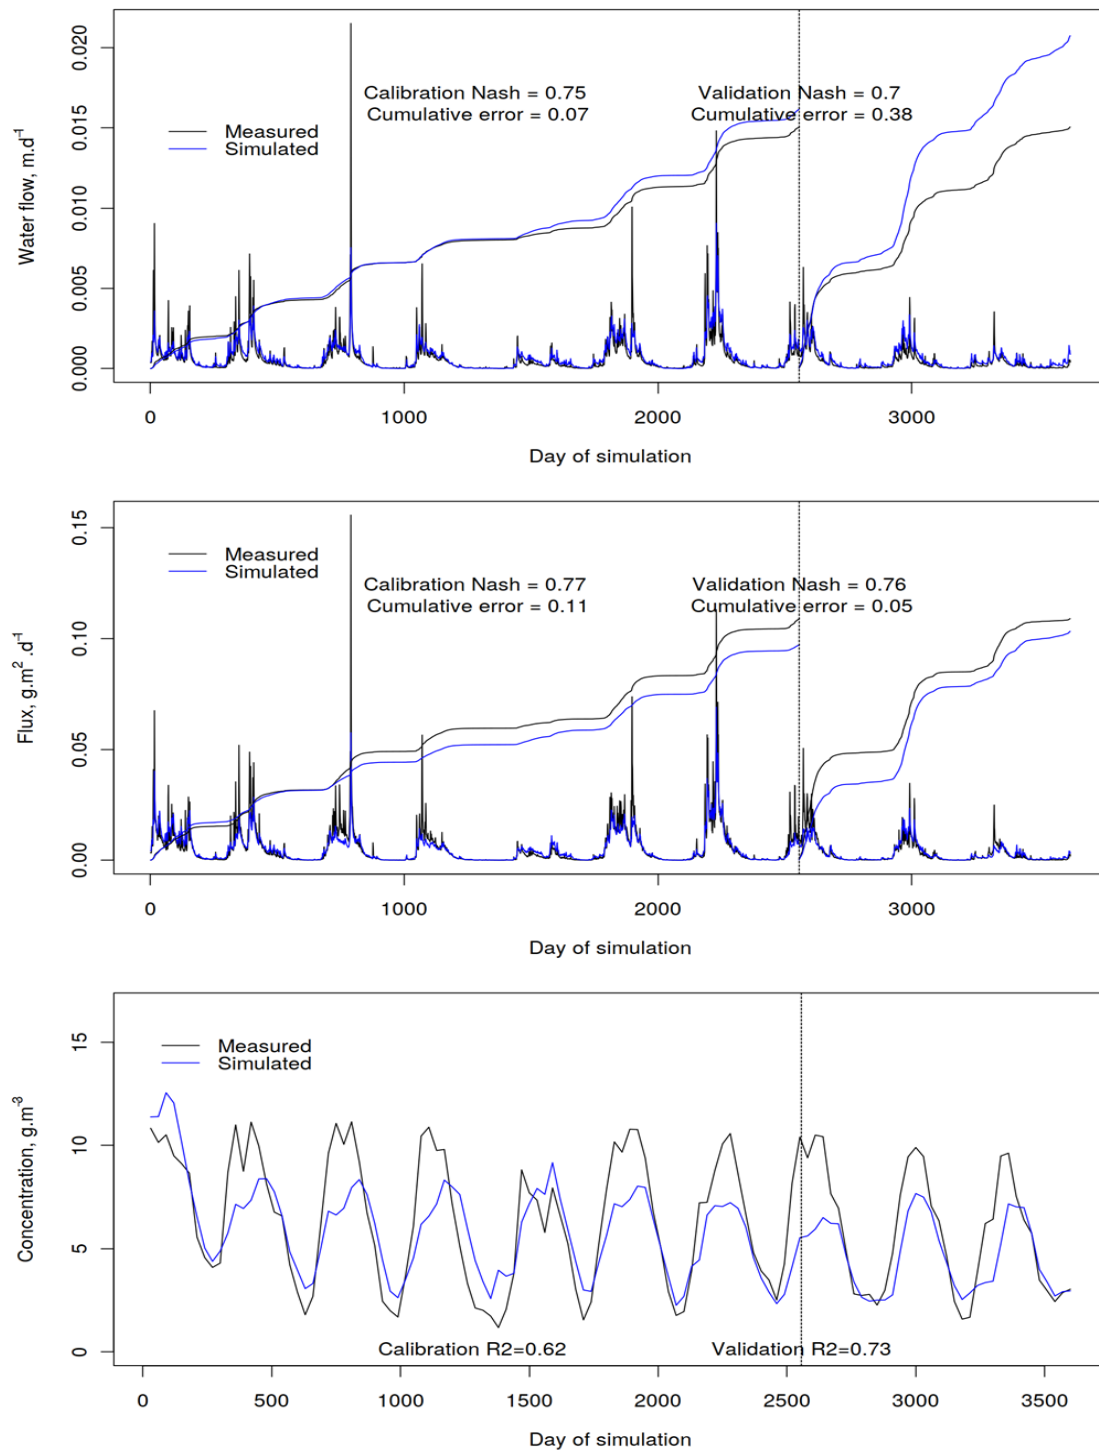 0.020
0.015
0.010
0.005
0.000
Water flow, m.d⁻¹
Calibration Nash = 0.75
Cumulative error = 0.07
Validation Nash = 0.7
Cumulative error = 0.38
Measured
Simulated
0 1000 2000 3000
Day of simulation
0.15
0.10
0.05
0.00
Flux, g.m² .d⁻¹
Measured
Simulated
Calibration Nash = 0.77
Cumulative error = 0.11
Validation Nash = 0.76
Cumulative error = 0.05
0 1000 2000 3000
Day of simulation
15
10
5
0
Concentration, g.m⁻³
Measured
Simulated
Calibration R2=0.62
Validation R2=0.73
0 500 1000 1500 2000 2500 3000 3500
Day of simulation